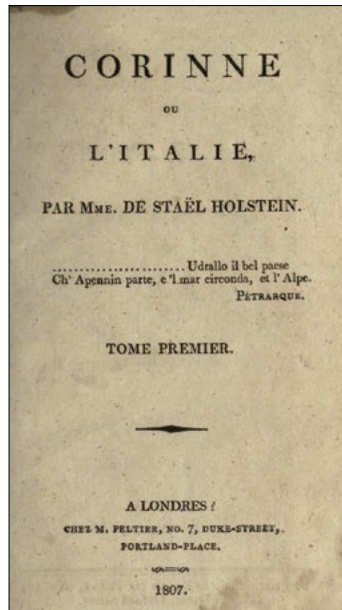 CORINNE
OU
L'ITALIE,
PAR MME. DE STAËL HOLSTEIN.
......................Udrallo il bel paese
Ch' Apennin parte, e 'l mar circonda, et l' Alpe.
PÉTRARQUE.
TOME PREMIER.
A LONDRES:
CHEZ M. PELTIER, NO. 7, DUKE-STREET,
PORTLAND-PLACE.
1807.